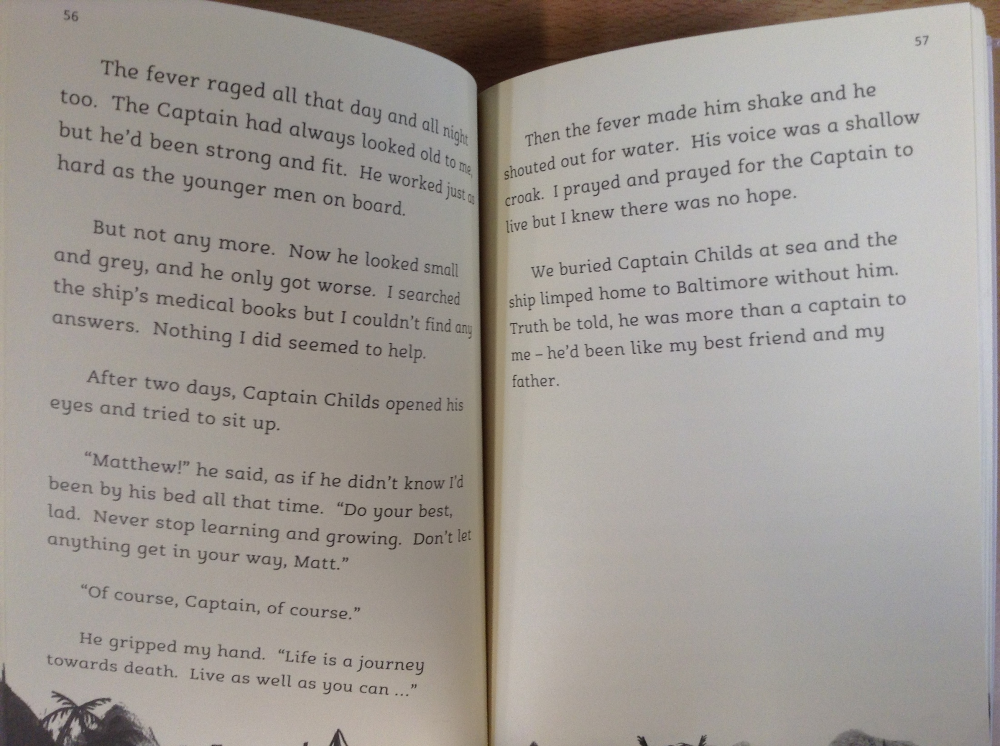 56
The fever raged all that day and all night
too. The Captain had always looked old to me,
but he’d been strong and fit. He worked just as
hard as the younger men on board.
But not any more. Now he looked small
and grey, and he only got worse. I searched
the ship’s medical books but I couldn’t find any
answers. Nothing I did seemed to help.
After two days, Captain Childs opened his
eyes and tried to sit up.
“Matthew!” he said, as if he didn’t know I’d
been by his bed all that time. “Do your best,
lad. Never stop learning and growing. Don’t let
anything get in your way, Matt.”
“Of course, Captain, of course.”
He gripped my hand. “Life is a journey
towards death. Live as well as you can ...”
57
Then the fever made him shake and he
shouted out for water. His voice was a shallow
croak. I prayed and prayed for the Captain to
live but I knew there was no hope.
We buried Captain Childs at sea and the
ship limped home to Baltimore without him.
Truth be told, he was more than a captain to
me – he’d been like my best friend and my
father.